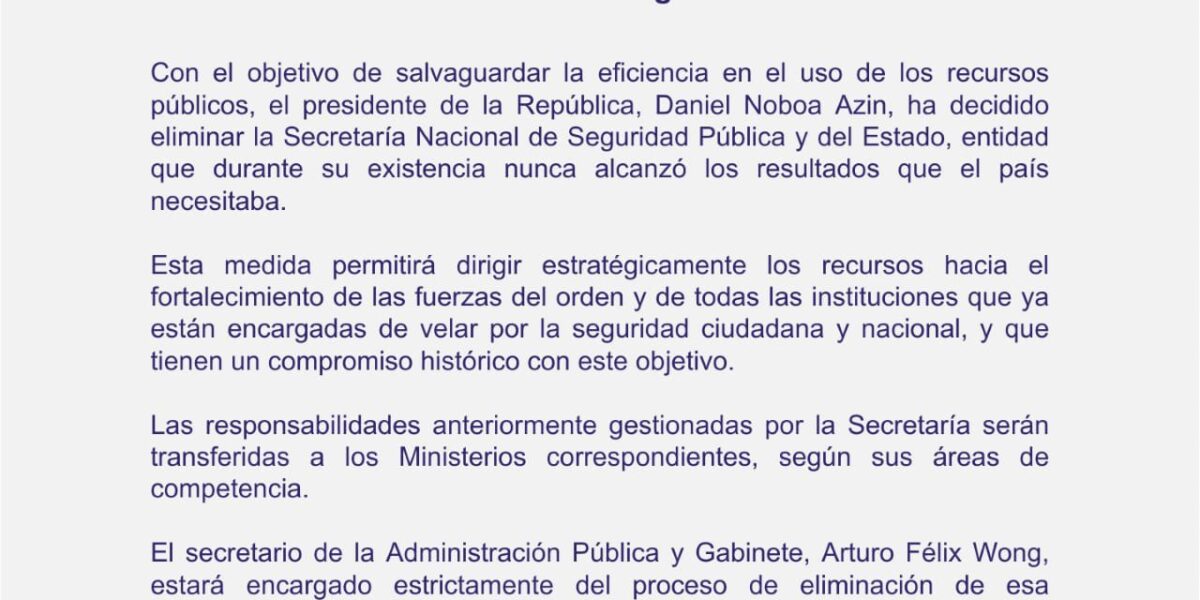 Con el objetivo de salvaguardar la eficiencia en el uso de los recursos
públicos, el presidente de la República, Daniel Noboa Azin, ha decidido
eliminar la Secretaría Nacional de Seguridad Pública y del Estado, entidad
que durante su existencia nunca alcanzó los resultados que el país
necesitaba.
Esta medida permitirá dirigir estratégicamente los recursos hacia el
fortalecimiento de las fuerzas del orden y de todas las instituciones que ya
están encargadas de velar por la seguridad ciudadana y nacional, y que
tienen un compromiso histórico con este objetivo.
Las responsabilidades anteriormente gestionadas por la Secretaría serán
transferidas a los Ministerios correspondientes, según sus áreas de
competencia.
El secretario de la Administración Pública y Gabinete, Arturo Félix Wong,
estará encargado estrictamente del proceso de eliminación de esa